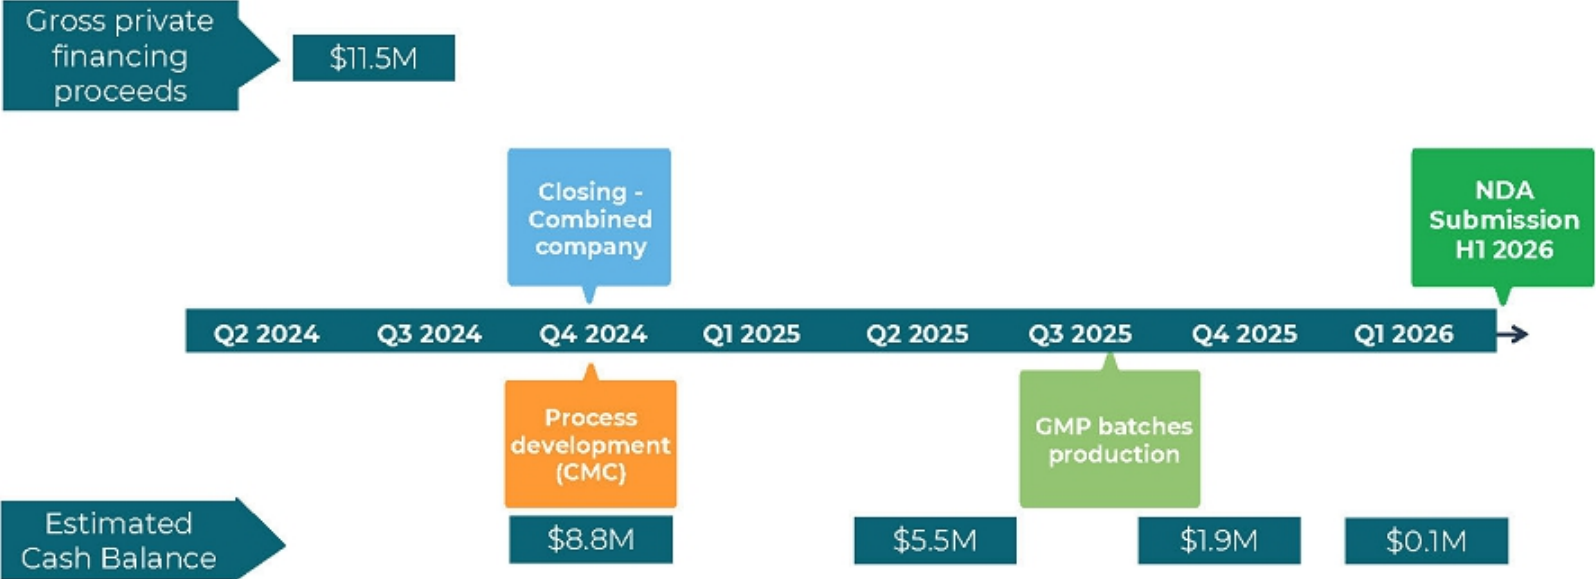 Gross private
financing
proceeds
$11.5M
Closing -
Combined
company
NDA
Submission
H1 2026
Q2 2024
Q3 2024
Q4 2024
Q1 2025
Q2 2025
Q3 2025
Q4 2025
Q1 2026
Process
development
(CMC)
GMP batches
production
Estimated
Cash Balance
$8.8M
$5.5M
$1.9M
$0.1M